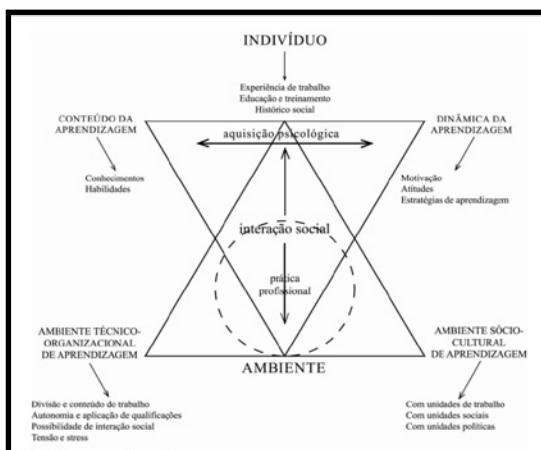 INDIVÍDUO
Experiência de trabalho
Educação e treinamento
Histórico social
CONTEÚDO DA
APRENDIZAGEM
DINÂMICA DA
APRENDIZAGEM
aquisição psicológica
Conhecimentos
Habilidades
Motivação
Atitudes
Estratégias de aprendizagem
interação social
prática
profissional
AMBIENTE TÉCNICO-
ORGANIZACIONAL
DE APRENDIZAGEM
AMBIENTE SÓCIO-
CULTURAL
DE APRENDIZAGEM
AMBIENTE
Divisão e conteúdo do trabalho
Autonomia e aplicação de qualificações
Possibilidade de interação social
Tensão e stress
Com unidades de trabalho
Com unidades sociais
Com unidades políticas